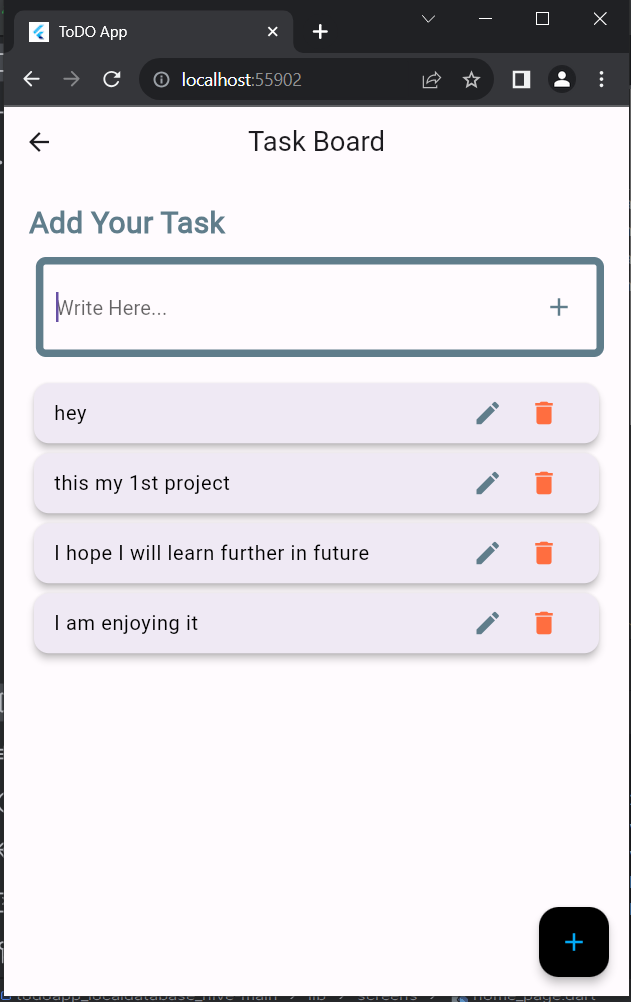 ToDO App
localhost:55902
Task Board
Add Your Task
Write Here...
hey
this my 1st project
I hope I will learn further in future
I am enjoying it